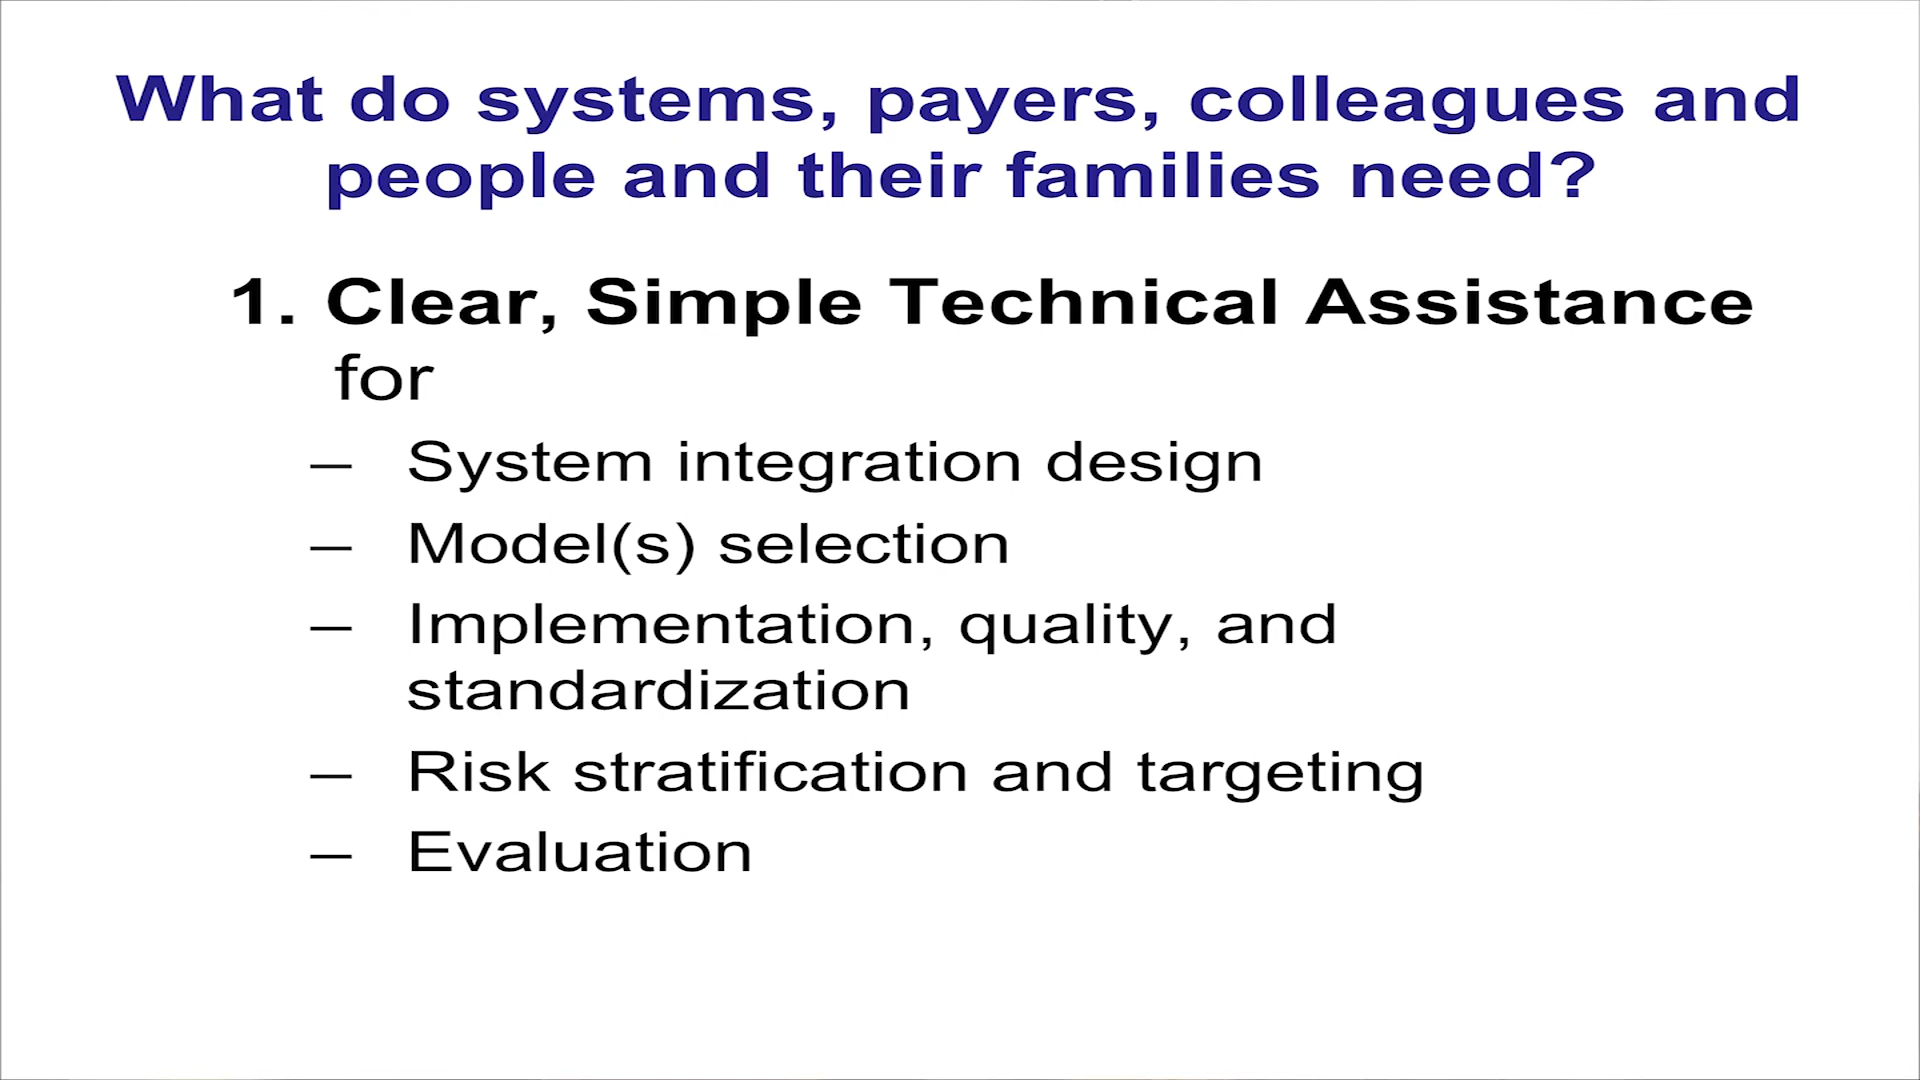 What do systems, payers, colleagues and
people and their families need?
1. Clear, Simple Technical Assistance
for
– System integration design
– Model(s) selection
– Implementation, quality, and
standardization
– Risk stratification and targeting
– Evaluation